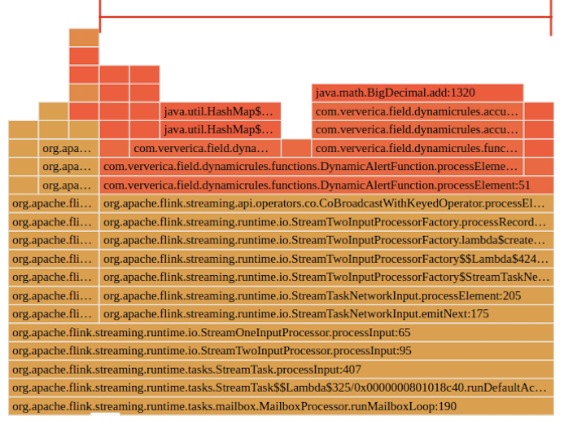 java.math.BigDecimal.add:1320
java.util.HashMap$... com.ververica.field.dynamicrules.accu...
java.util.HashMap$... com.ververica.field.dynamicrules.accu...
org.apa... com.ververica.field.dyna... com.ververica.field.dynamicrules.func...
org.apa... com.ververica.field.dynamicrules.functions.DynamicAlertFunction.processEleme...
org.apa... com.ververica.field.dynamicrules.functions.DynamicAlertFunction.processElement:51
org.apache.fli... org.apache.flink.streaming.api.operators.co.CoBroadcastWithKeyedOperator.processEl...
org.apache.fli... org.apache.flink.streaming.runtime.io.StreamTwoInputProcessorFactory.processRecord...
org.apache.fli... org.apache.flink.streaming.runtime.io.StreamTwoInputProcessorFactory.lambda$create...
org.apache.fli... org.apache.flink.streaming.runtime.io.StreamTwoInputProcessorFactory$$Lambda$424...
org.apache.fli... org.apache.flink.streaming.runtime.io.StreamTwoInputProcessorFactory$StreamTaskNe...
org.apache.fli... org.apache.flink.streaming.runtime.io.StreamTaskNetworkInput.processElement:205
org.apache.fli... org.apache.flink.streaming.runtime.io.StreamTaskNetworkInput.emitNext:175
org.apache.flink.streaming.runtime.io.StreamOneInputProcessor.processInput:65
org.apache.flink.streaming.runtime.io.StreamTwoInputProcessor.processInput:95
org.apache.flink.streaming.runtime.tasks.StreamTask.processInput:407
org.apache.flink.streaming.runtime.tasks.StreamTask$$Lambda$325/0x0000000801018c40.runDefaultAc...
org.apache.flink.streaming.runtime.tasks.mailbox.MailboxProcessor.runMailboxLoop:190